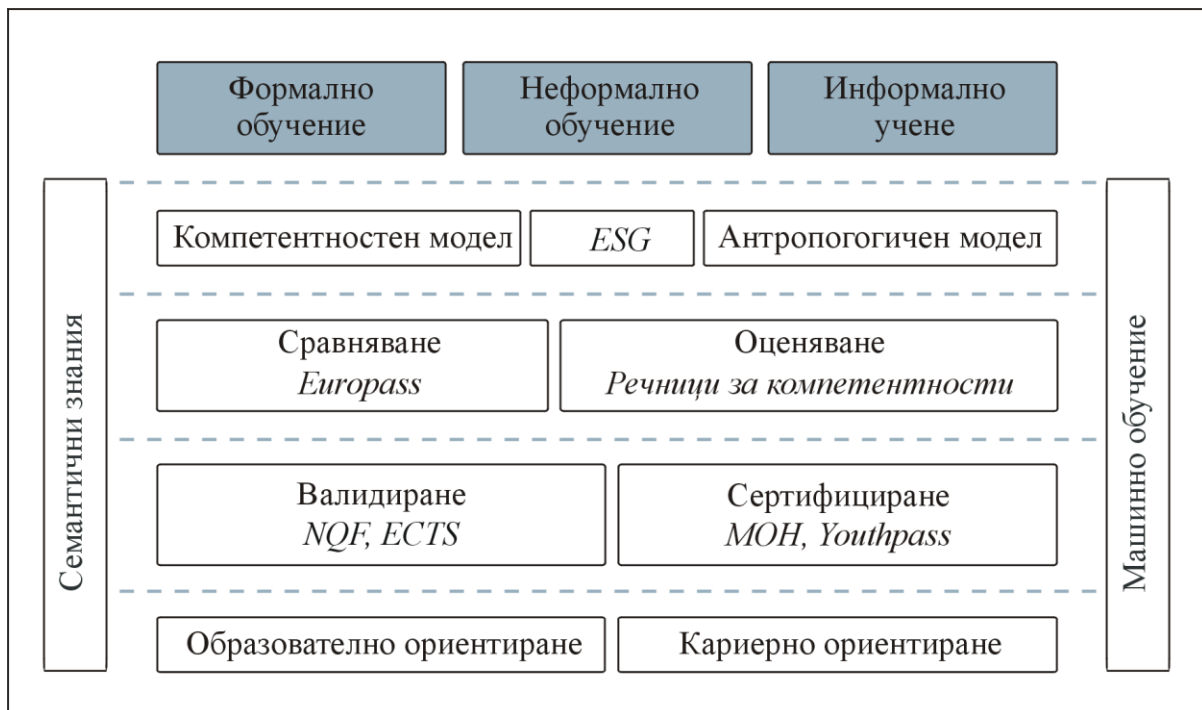 Формално
обучение
Неформално
обучение
Информално
учене
Семантични знания
Компетентностен модел
ESG
Антропогогичен модел
Сравняване
Europass
Оценяване
Речници за компетентности
Валидиране
NQF, ECTS
Сертифициране
МОН, Youthpass
Образователно ориентиране
Кариерно ориентиране
Машинно обучение